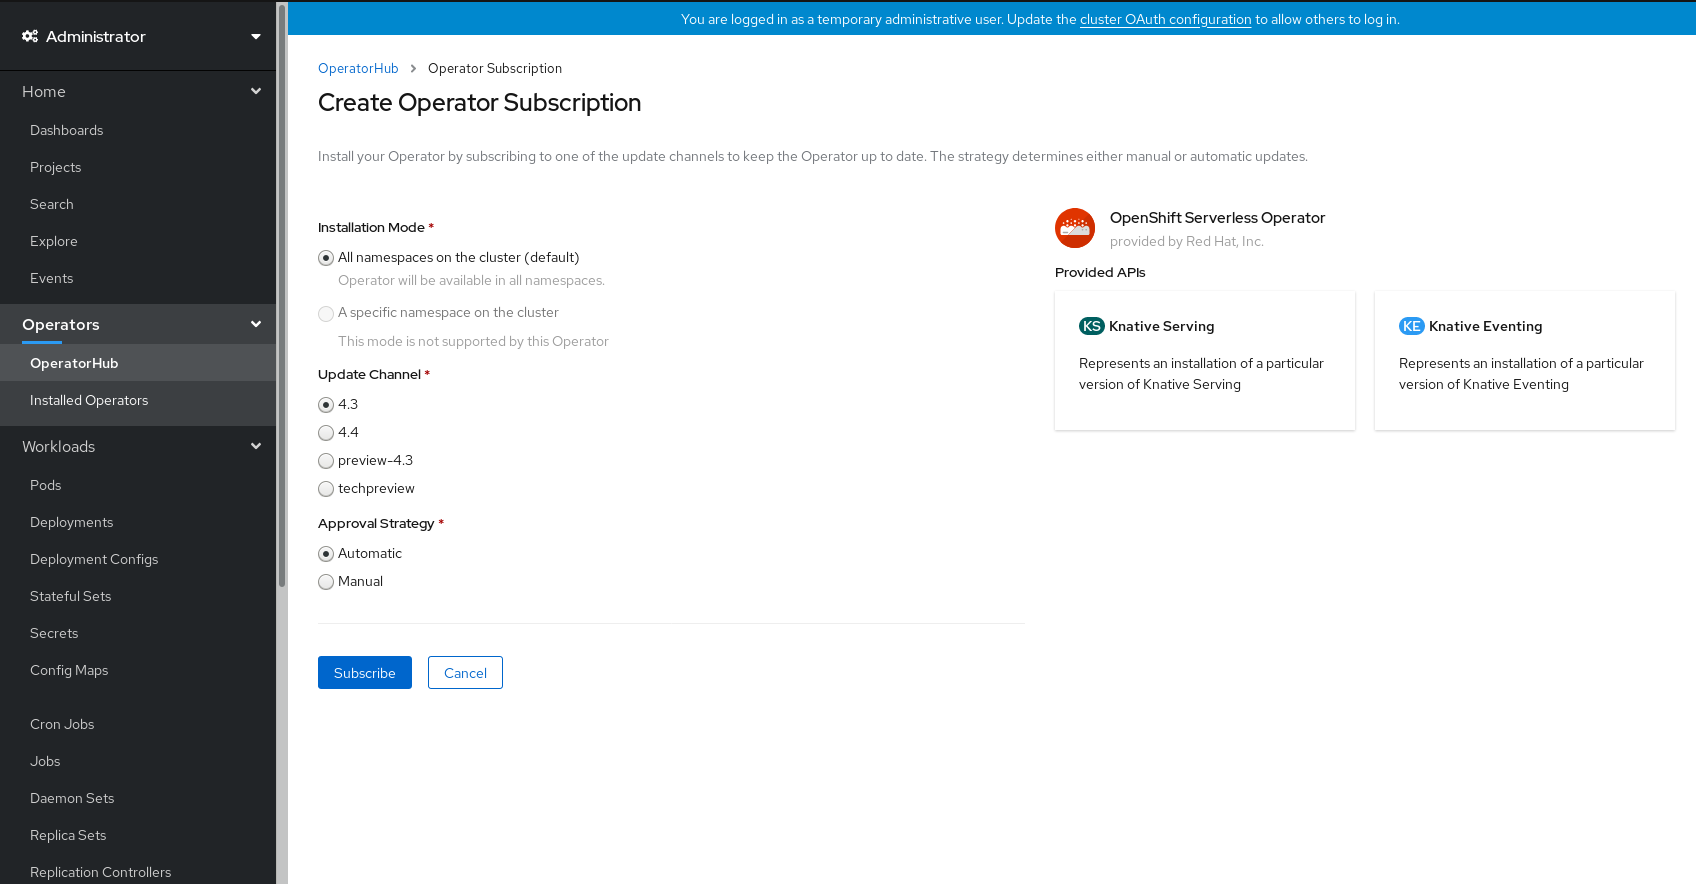 You are logged in as a temporary administrative user. Update the cluster OAuth configuration to allow others to log in.
Administrator
Home
Dashboards
Projects
Search
Explore
Events
Operators
OperatorHub
Installed Operators
Workloads
Pods
Deployments
Deployment Configs
Stateful Sets
Secrets
Config Maps
Cron Jobs
Jobs
Daemon Sets
Replica Sets
Replication Controllers
OperatorHub > Operator Subscription
Create Operator Subscription
Install your Operator by subscribing to one of the update channels to keep the Operator up to date. The strategy determines either manual or automatic updates.
Installation Mode *
All namespaces on the cluster (default)
Operator will be available in all namespaces.
A specific namespace on the cluster
This mode is not supported by this Operator
Update Channel *
4.3
4.4
preview-4.3
techpreview
Approval Strategy *
Automatic
Manual
Subscribe
Cancel
OpenShift Serverless Operator
provided by Red Hat, Inc.
Provided APIs
KS Knative Serving
Represents an installation of a particular
version of Knative Serving
KE Knative Eventing
Represents an installation of a particular
version of Knative Eventing